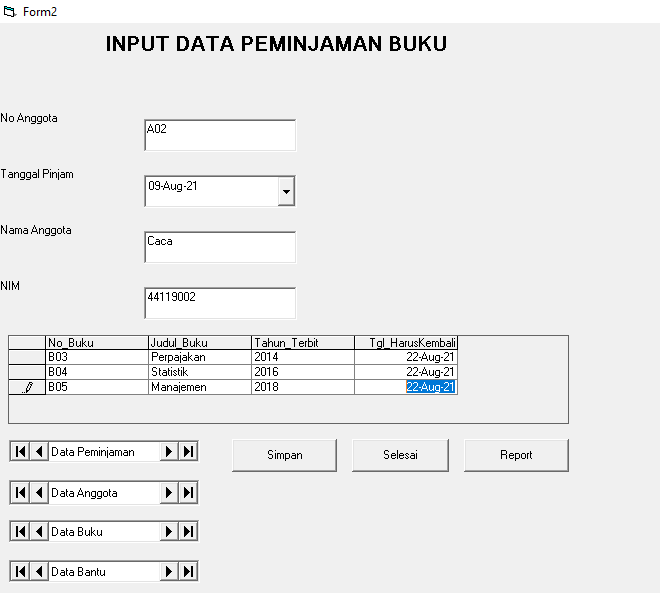 Form2
INPUT DATA PEMINJAMAN BUKU
No Anggota
A02
Tanggal Pinjam
09-Aug-21
Nama Anggota
Caca
NIM
44119002
No_Buku Judul_Buku Tahun_Terbit Tgl_HarusKembali
B03 Perpajakan 2014 22-Aug-21
B04 Statistik 2016 22-Aug-21
B05 Manajemen 2018 22-Aug-21
Data Peminjaman Simpan Selesai Report
Data Anggota
Data Buku
Data Bantu